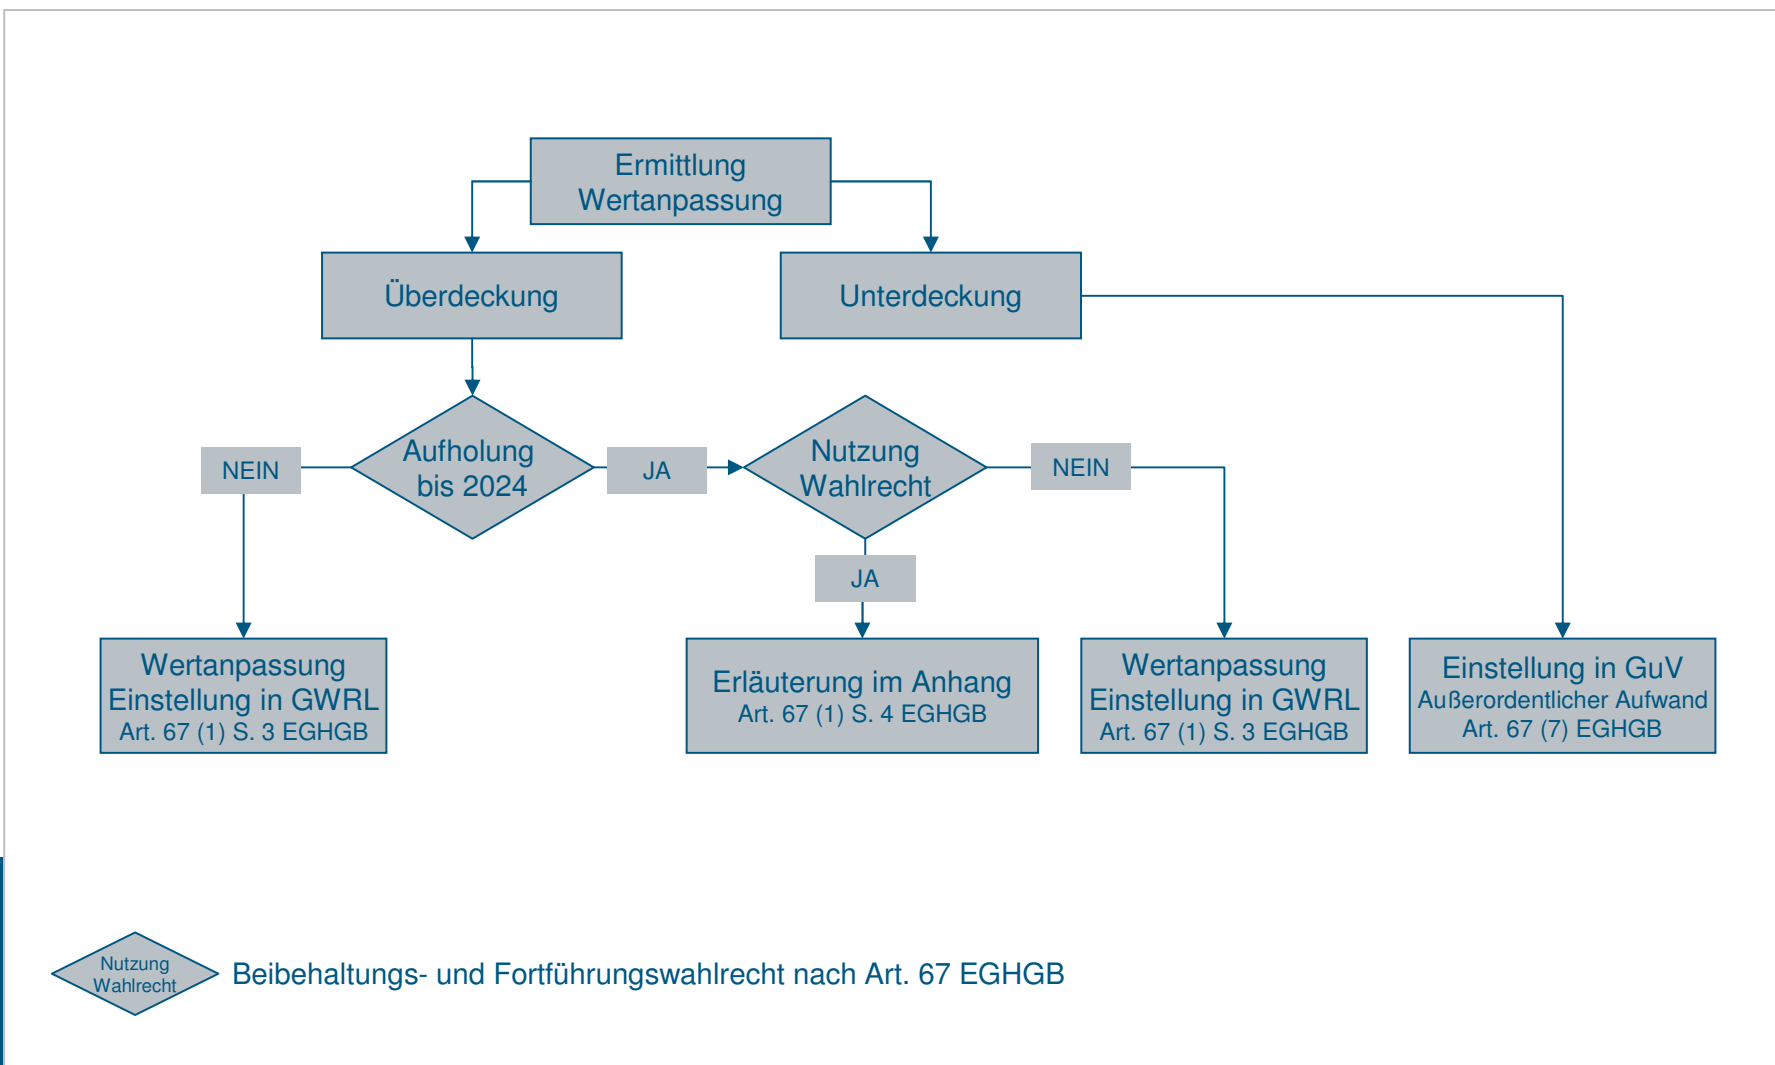 Ermittlung
Wertanpassung
Überdeckung
Unterdeckung
Aufholung
bis 2024
Nutzung
Wahlrecht
NEIN
JA
NEIN
JA
Wertanpassung
Einstellung in GWRL
Art. 67 (1) S. 3 EGHGB
Erläuterung im Anhang
Art. 67 (1) S. 4 EGHGB
Wertanpassung
Einstellung in GWRL
Art. 67 (1) S. 3 EGHGB
Einstellung in GuV
Außerordentlicher Aufwand
Art. 67 (7) EGHGB
Nutzung
Wahlrecht
Beibehaltungs- und Fortführungswahlrecht nach Art. 67 EGHGB